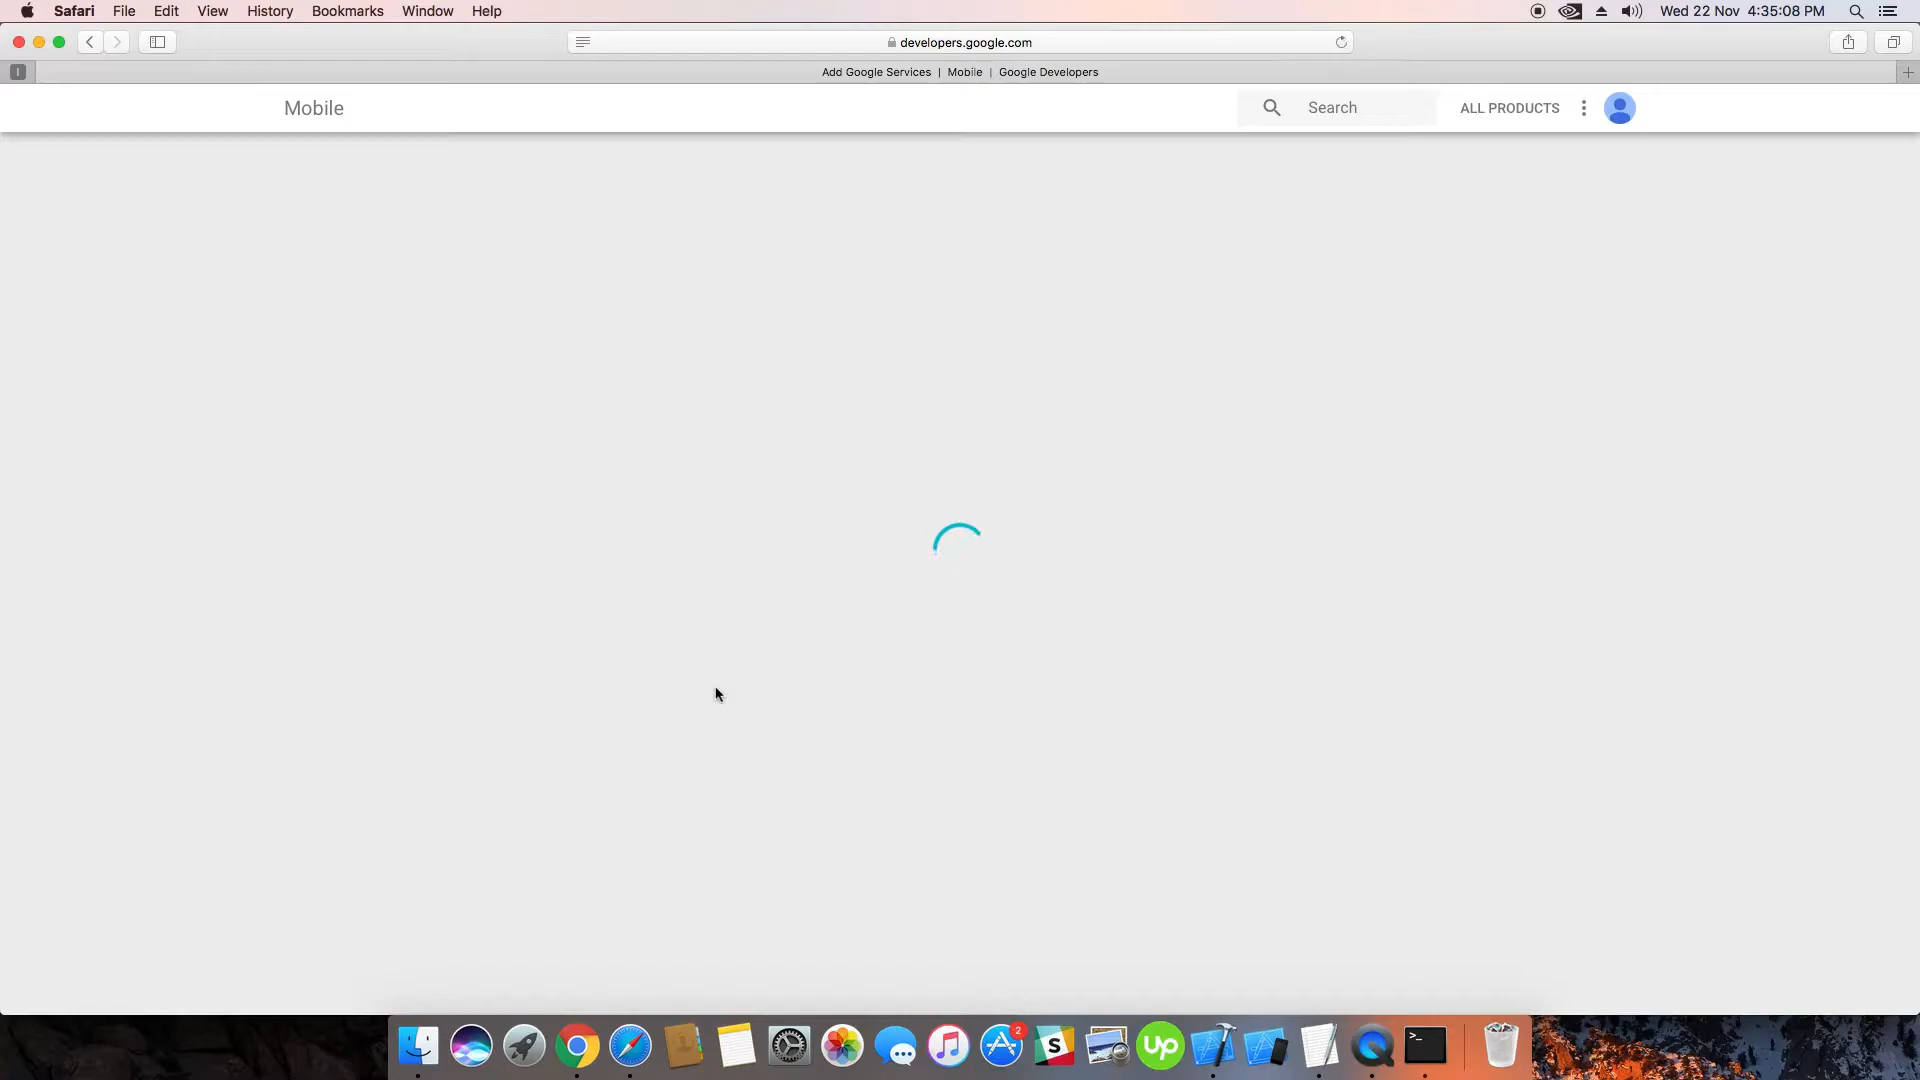 Safari File Edit View History Bookmarks Window Help Wed 22 Nov 4:35:08 PM
developers.google.com
I Add Google Services | Mobile | Google Developers
Mobile Search ALL PRODUCTS
2
S up >_